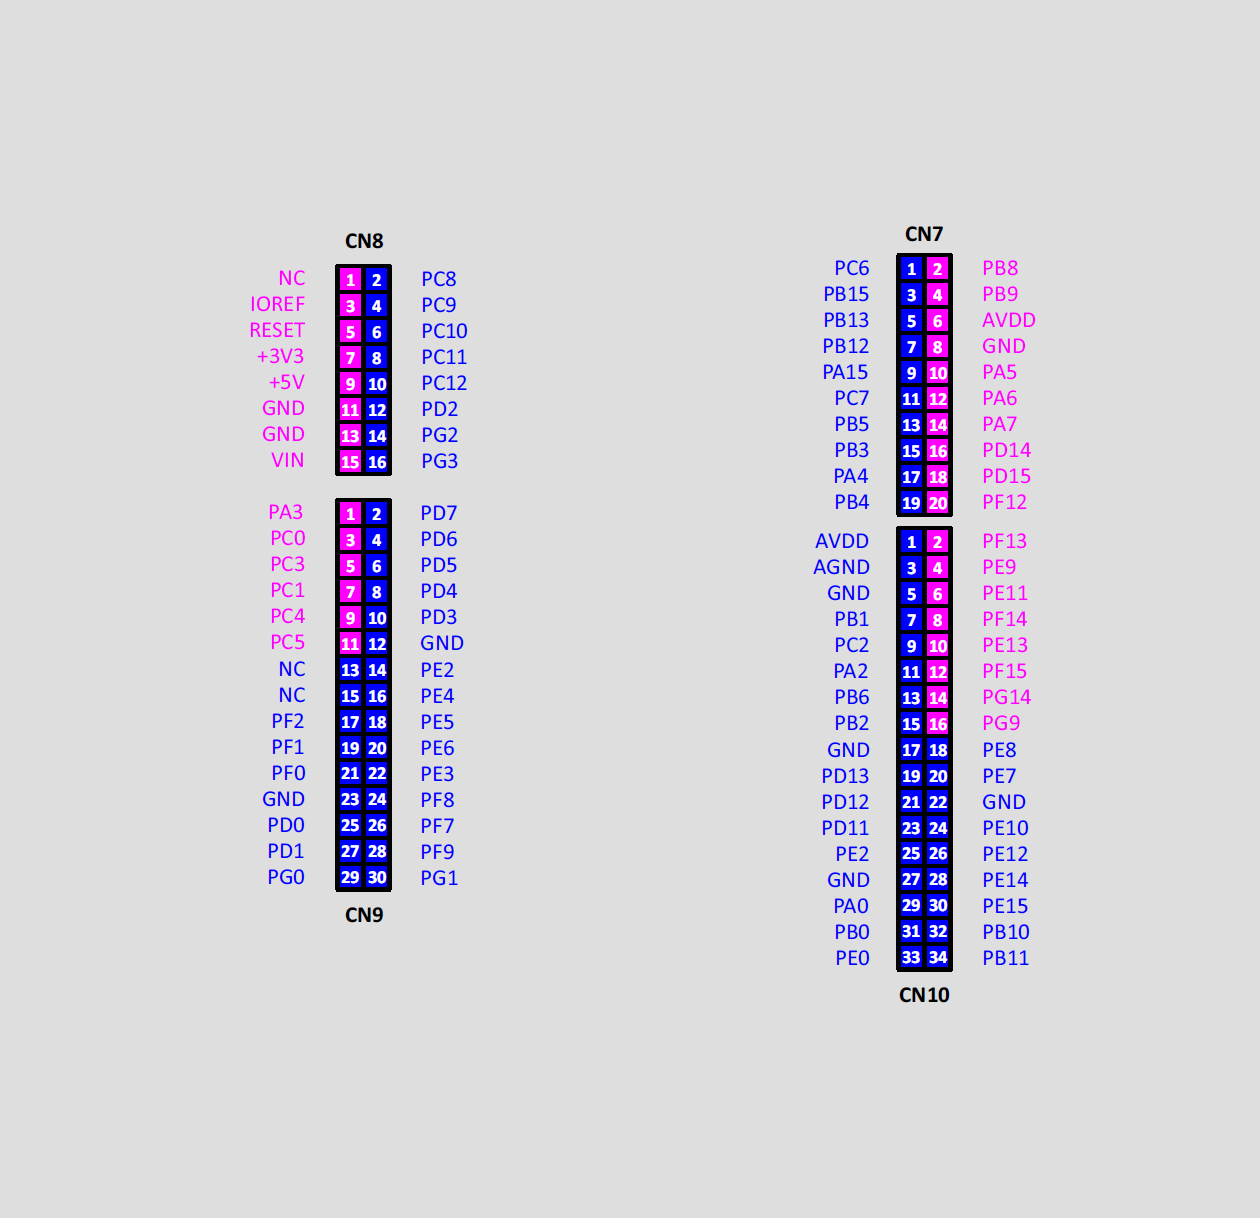 CN8
NC 1 2 PC8
IOREF 3 4 PC9
RESET 5 6 PC10
+3V3 7 8 PC11
+5V 9 10 PC12
GND 11 12 PD2
GND 13 14 PG2
VIN 15 16 PG3
PA3 1 2 PD7
PC0 3 4 PD6
PC3 5 6 PD5
PC1 7 8 PD4
PC4 9 10 PD3
PC5 11 12 GND
NC 13 14 PE2
NC 15 16 PE4
PF2 17 18 PE5
PF1 19 20 PE6
PF0 21 22 PE3
GND 23 24 PF8
PD0 25 26 PF7
PD1 27 28 PF9
PG0 29 30 PG1
CN9
CN7
PC6 1 2 PB8
PB15 3 4 PB9
PB13 5 6 AVDD
PB12 7 8 GND
PA15 9 10 PA5
PC7 11 12 PA6
PB5 13 14 PA7
PB3 15 16 PD14
PA4 17 18 PD15
PB4 19 20 PF12
AVDD 1 2 PF13
AGND 3 4 PE9
GND 5 6 PE11
PB1 7 8 PF14
PC2 9 10 PE13
PA2 11 12 PF15
PB6 13 14 PG14
PB2 15 16 PG9
GND 17 18 PE8
PD13 19 20 PE7
PD12 21 22 GND
PD11 23 24 PE10
PE2 25 26 PE12
GND 27 28 PE14
PA0 29 30 PE15
PB0 31 32 PB10
PE0 33 34 PB11
CN10